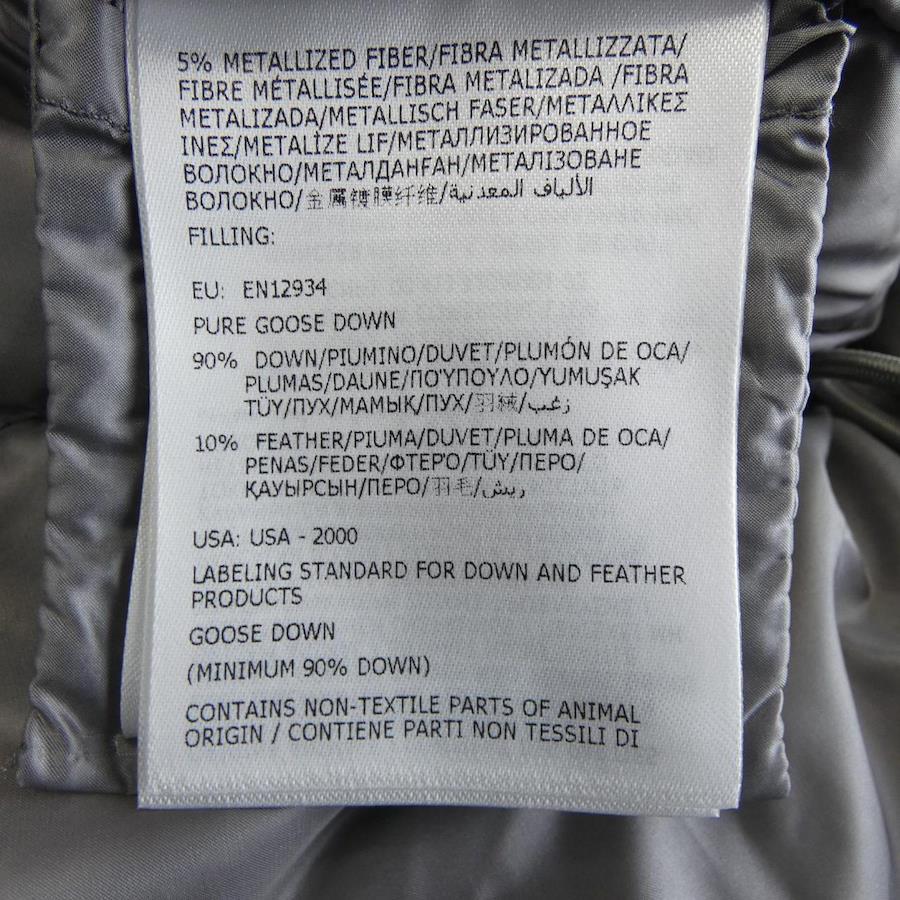 5% METALLIZED FIBER/FIBRA METALLIZZATA/
FIBRE MÉTALLISÉE/FIBRA METALIZADA /FIBRA
METALIZADA/METALLISCH FASER/ΜΕΤΑΛΛΙΚΕΣ
ΙΝΕΣ/METALİZE LIF/МЕТАЛЛИЗИРОВАННОЕ
ВОЛОКНО/МЕТАЛДАНҒАН/МЕТАЛІЗОВАНЕ
ВОЛОКНО/金属镀膜纤维/الألياف المعدنية
FILLING:
EU: EN12934
PURE GOOSE DOWN
90% DOWN/PIUMINO/DUVET/PLUMÓN DE OCA/
PLUMAS/DAUNE/ΠΟΎΠΟΥΛΟ/YUMUŞAK
TÜY/ПУХ/МАМЫҚ/ПУХ/羽絨/زغب
10% FEATHER/PIUMA/DUVET/PLUMA DE OCA/
PENAS/FEDER/ΦΤΕΡΌ/TÜY/ПЕРО/
ҚАУЫРСЫН/ПЕРО/羽毛/ريش
USA: USA - 2000
LABELING STANDARD FOR DOWN AND FEATHER
PRODUCTS
GOOSE DOWN
(MINIMUM 90% DOWN)
CONTAINS NON-TEXTILE PARTS OF ANIMAL
ORIGIN / CONTIENE PARTI NON TESSILI DI